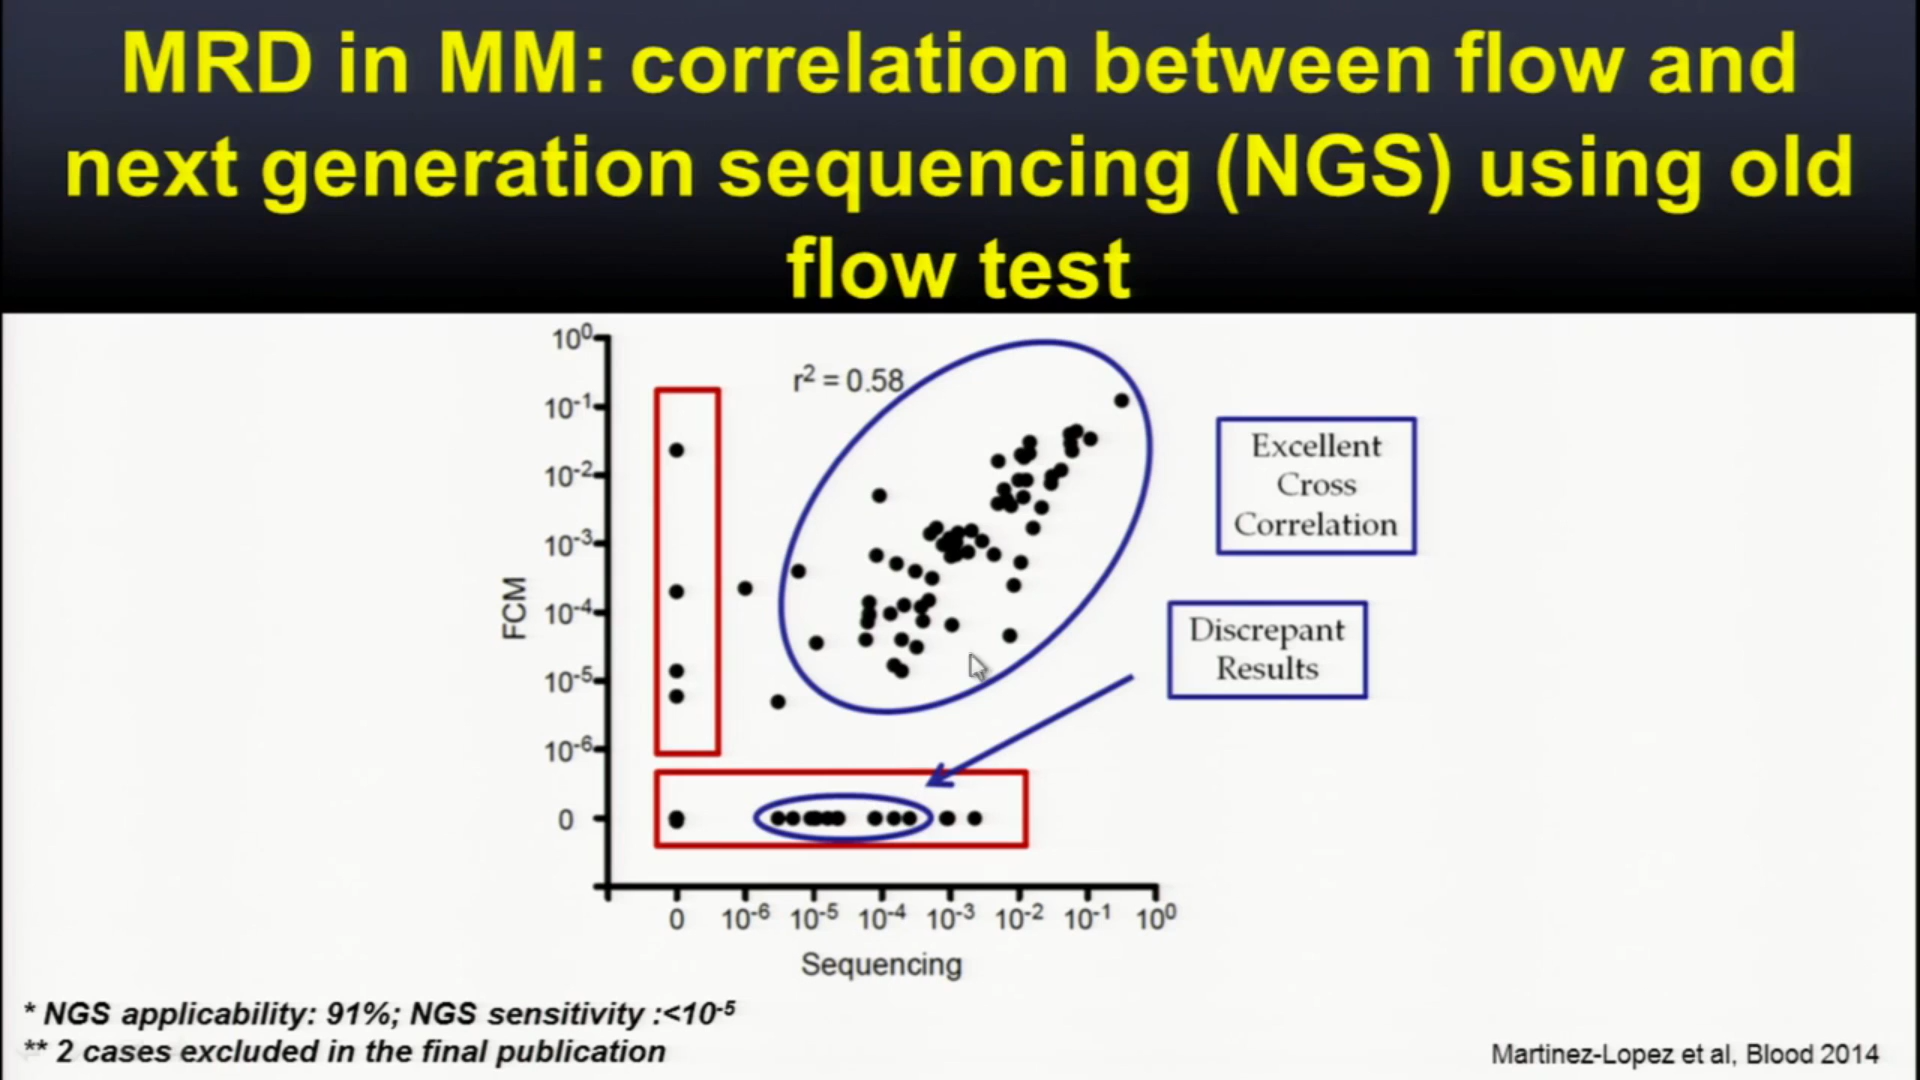 MRD in MM: correlation between flow and
next generation sequencing (NGS) using old
flow test
r² = 0.58
10⁰
10⁻¹
10⁻²
10⁻³
10⁻⁴
10⁻⁵
10⁻⁶
0
FCM
Excellent
Cross
Correlation
Discrepant
Results
0 10⁻⁶ 10⁻⁵ 10⁻⁴ 10⁻³ 10⁻² 10⁻¹ 10⁰
Sequencing
* NGS applicability: 91%; NGS sensitivity :<10⁻⁵
** 2 cases excluded in the final publication
Martinez-Lopez et al, Blood 2014